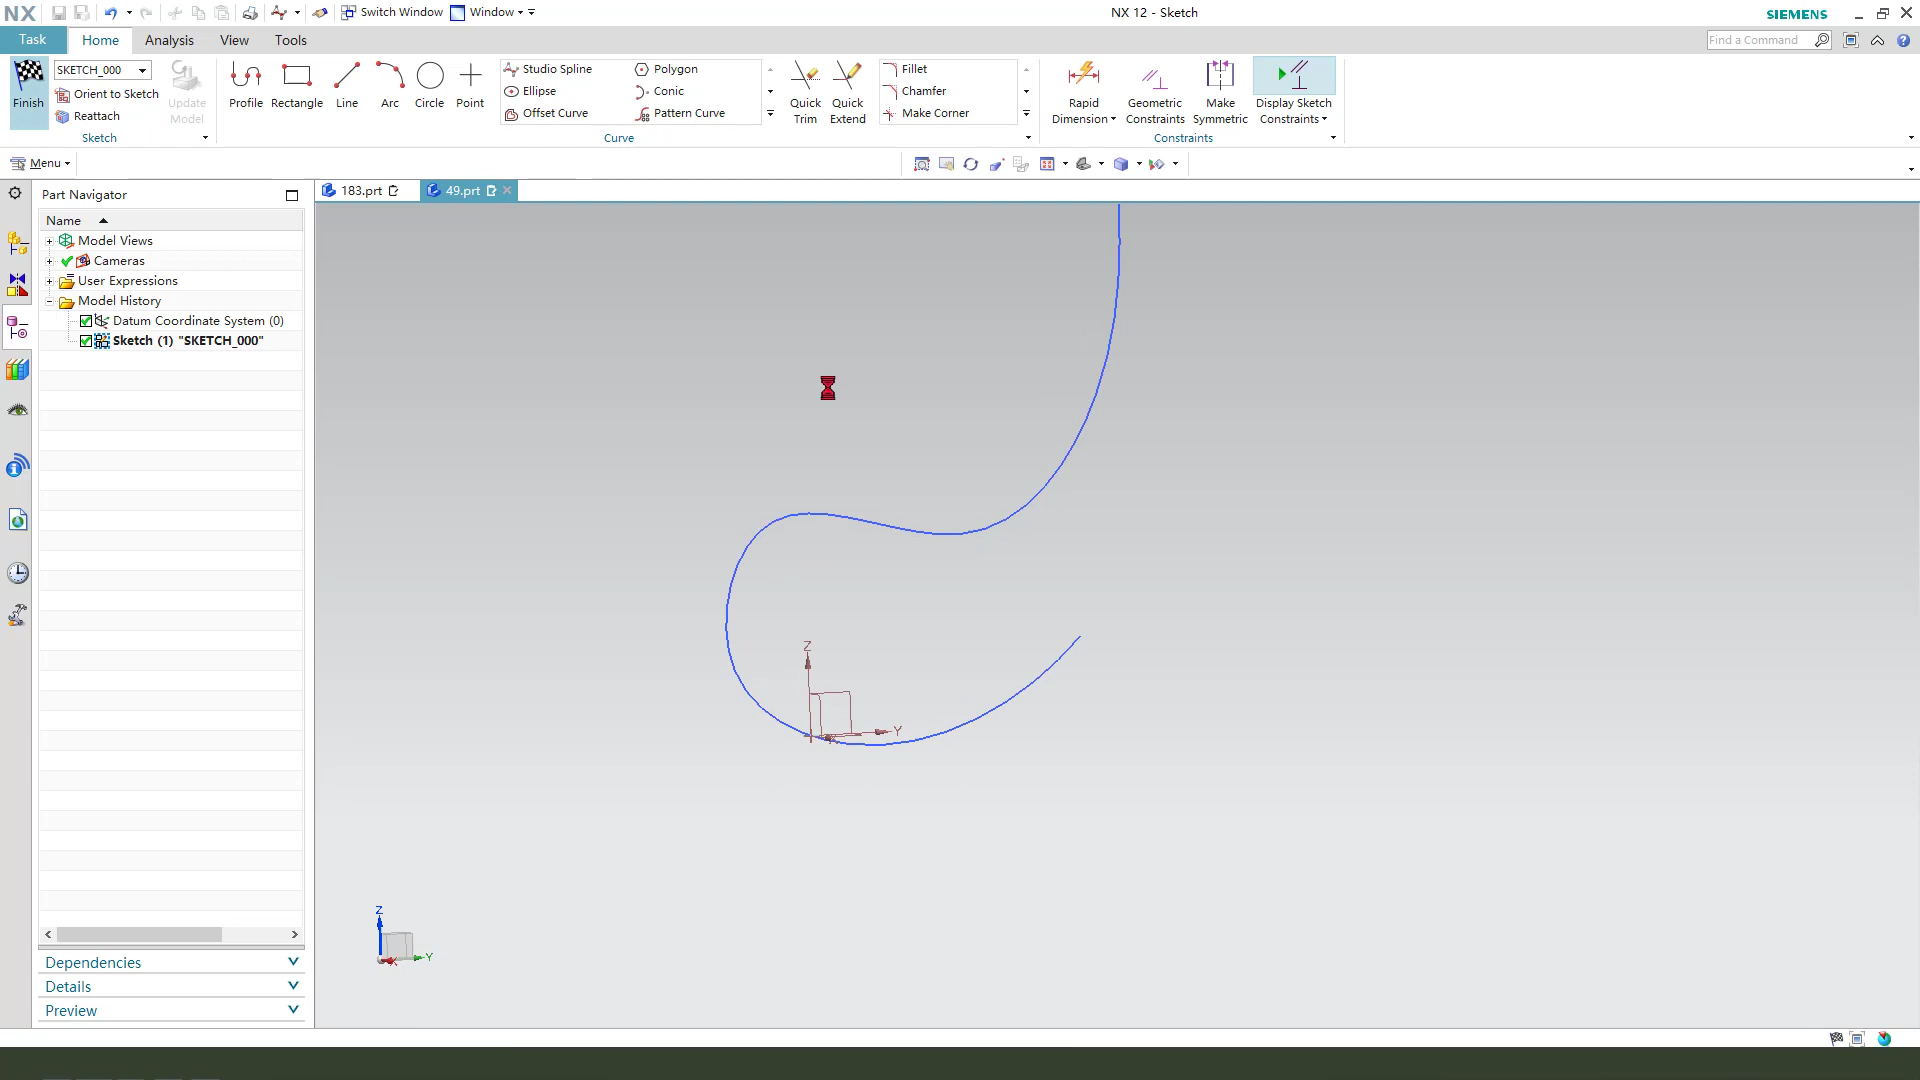 NX
Switch Window
Window
NX 12 - Sketch
SIEMENS
Task
Home
Analysis
View
Tools
Find a Command
Finish
SKETCH_000
Orient to Sketch
Reattach
Update
Model
Sketch
Profile
Rectangle
Line
Arc
Circle
Point
Studio Spline
Polygon
Ellipse
Conic
Offset Curve
Pattern Curve
Quick
Trim
Quick
Extend
Fillet
Chamfer
Make Corner
Curve
Rapid
Dimension
Geometric
Constraints
Make
Symmetric
Display Sketch
Constraints
Constraints
Menu
Part Navigator
183.prt
49.prt
Name
Model Views
Cameras
User Expressions
Model History
Datum Coordinate System (0)
Sketch (1) "SKETCH_000"
Z
Y
Z
Y
Dependencies
Details
Preview